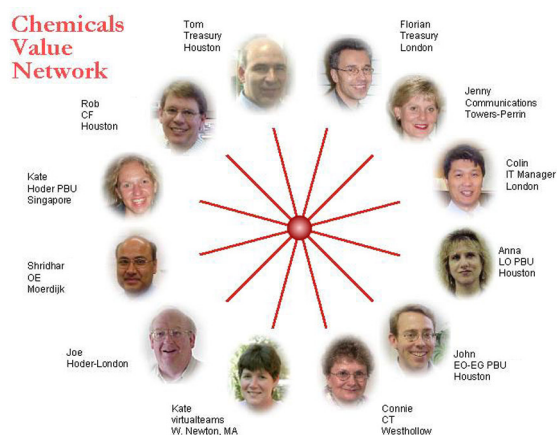 Chemicals
Value
Network
Tom
Treasury
Houston
Florian
Treasury
London
Jenny
Communications
Towers-Perrin
Colin
IT Manager
London
Anna
LO PBU
Houston
John
EO-EG PBU
Houston
Connie
CT
Westhollow
Kate
virtualteams
W. Newton, MA
Joe
Hoder-London
Shridhar
OE
Moerdijk
Kate
Hoder PBU
Singapore
Rob
CF
Houston